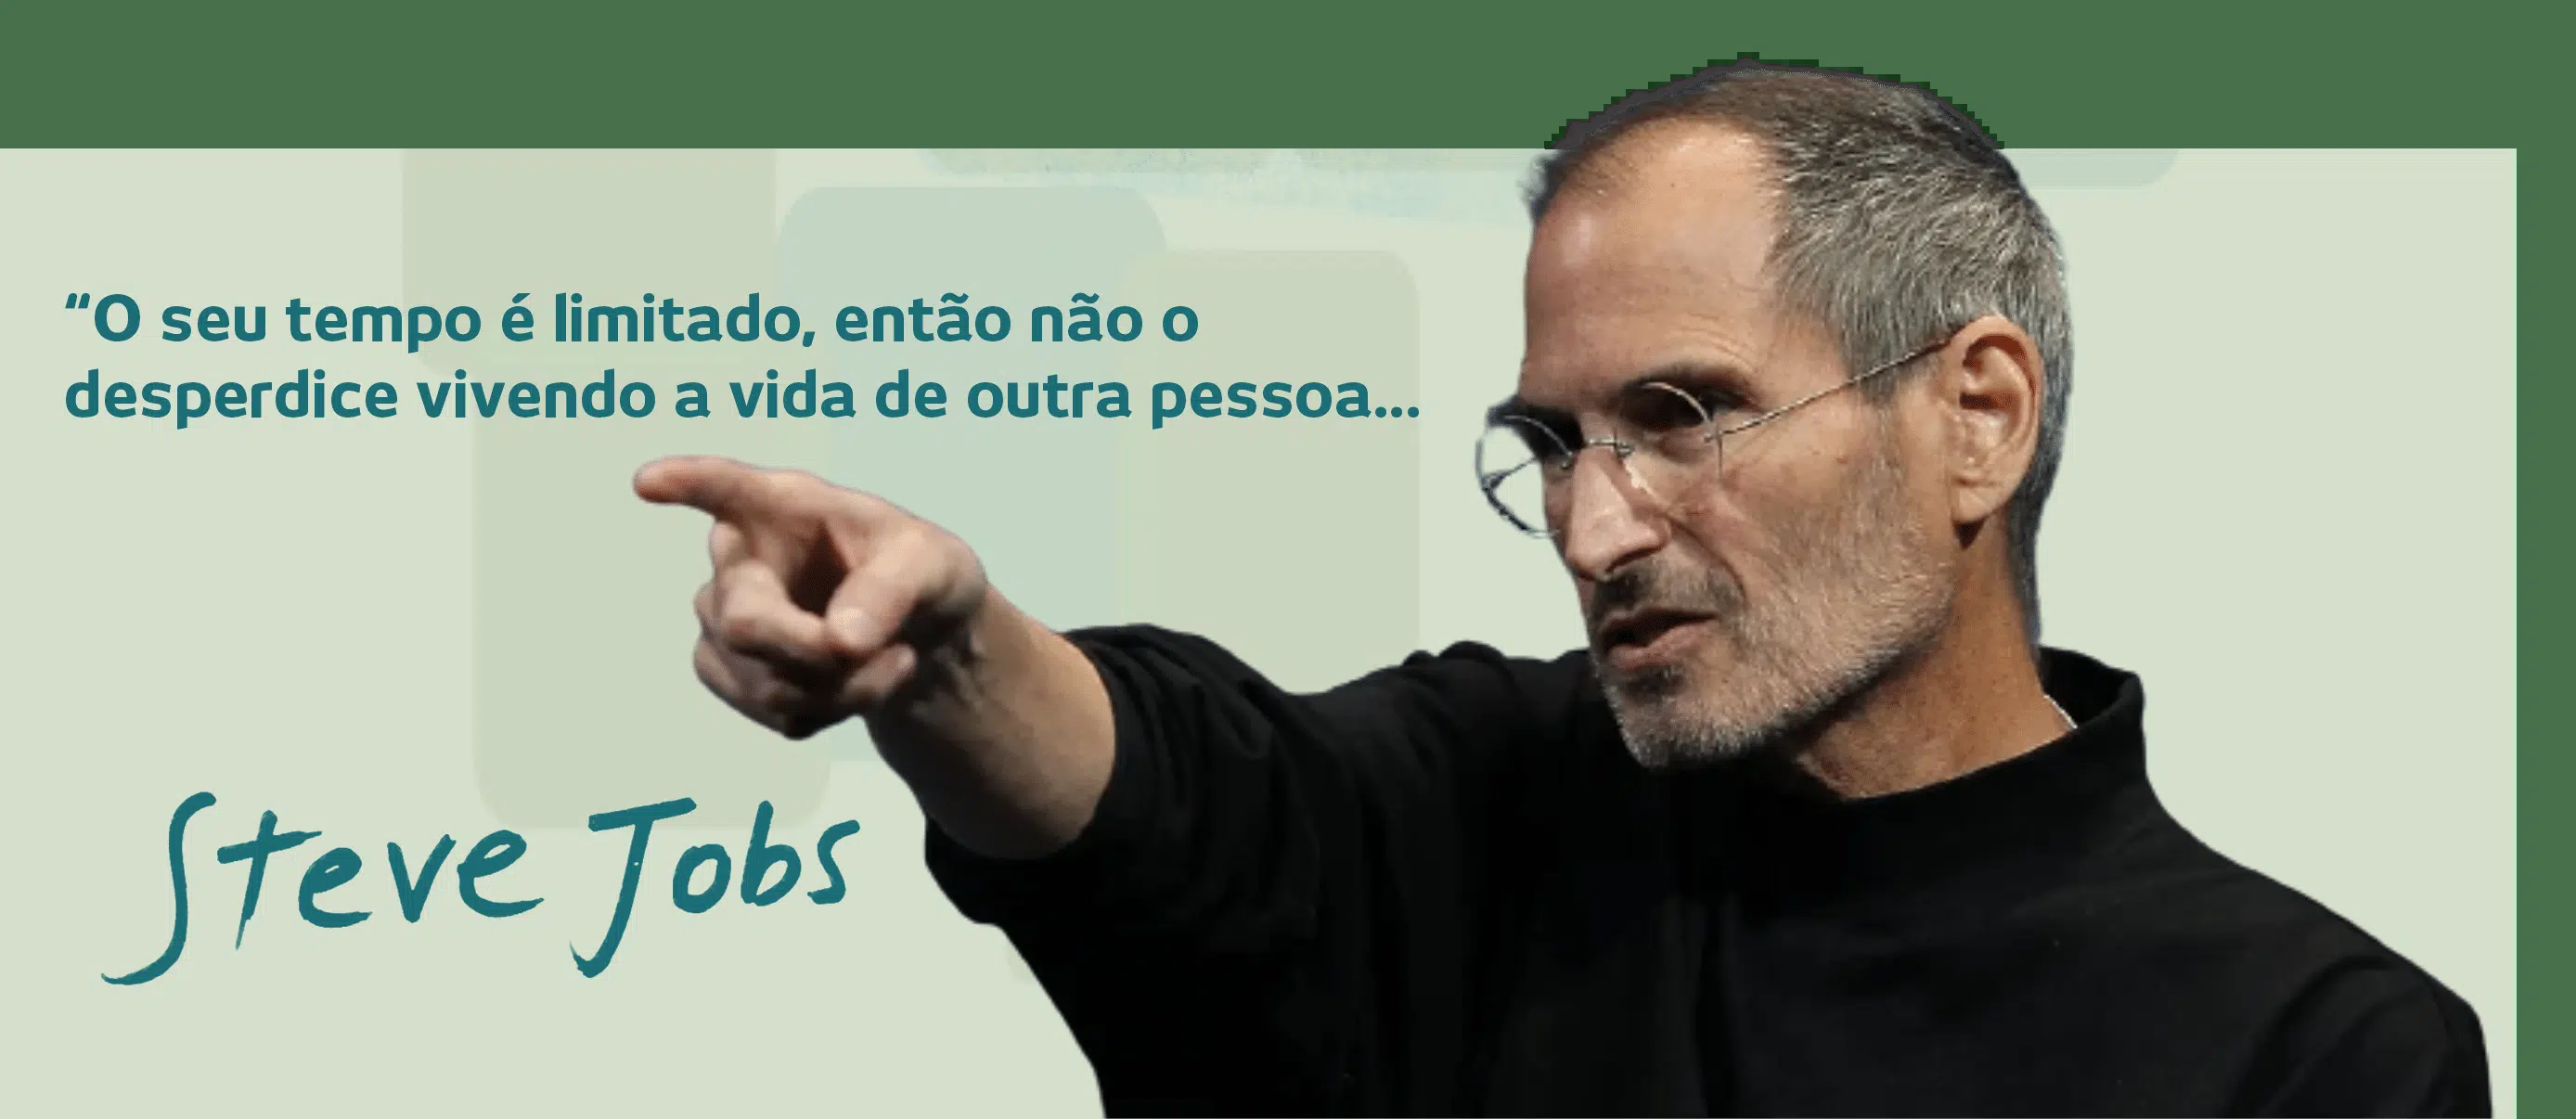 “O seu tempo é limitado, então não o
desperdice vivendo a vida de outra pessoa...
Steve Jobs